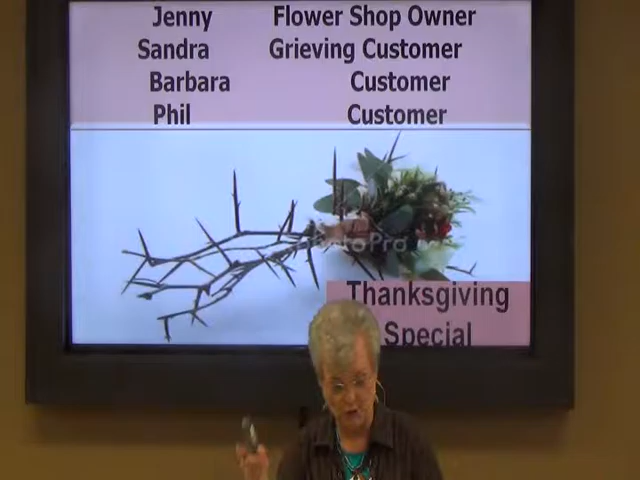 Jenny Flower Shop Owner
Sandra Grieving Customer
Barbara Customer
Phil Customer
Thanksgiving
Special